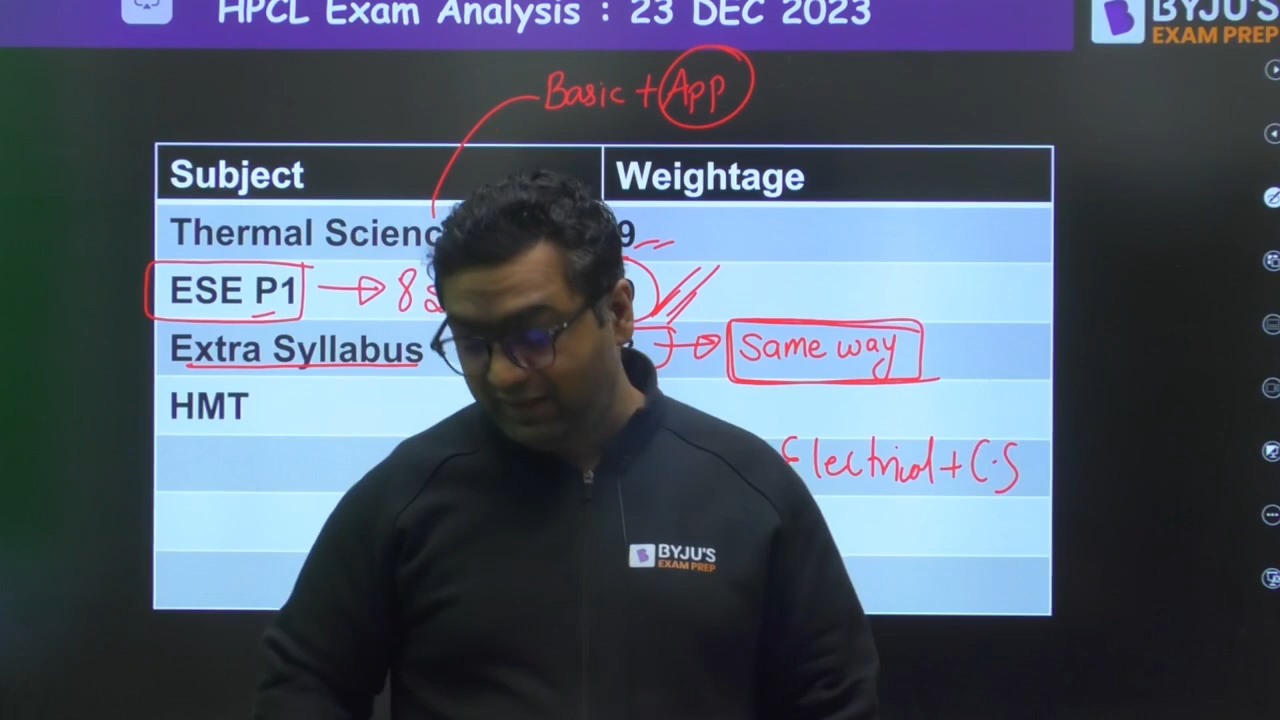 HPCL Exam Analysis : 23 DEC 2023
BYJU'S
EXAM PREP
Basic + App
Subject Weightage
Thermal Scienc 9
ESE P1 → 8
Extra Syllabus → Same way
HMT
Electrical + C.S
BYJU'S
EXAM PREP